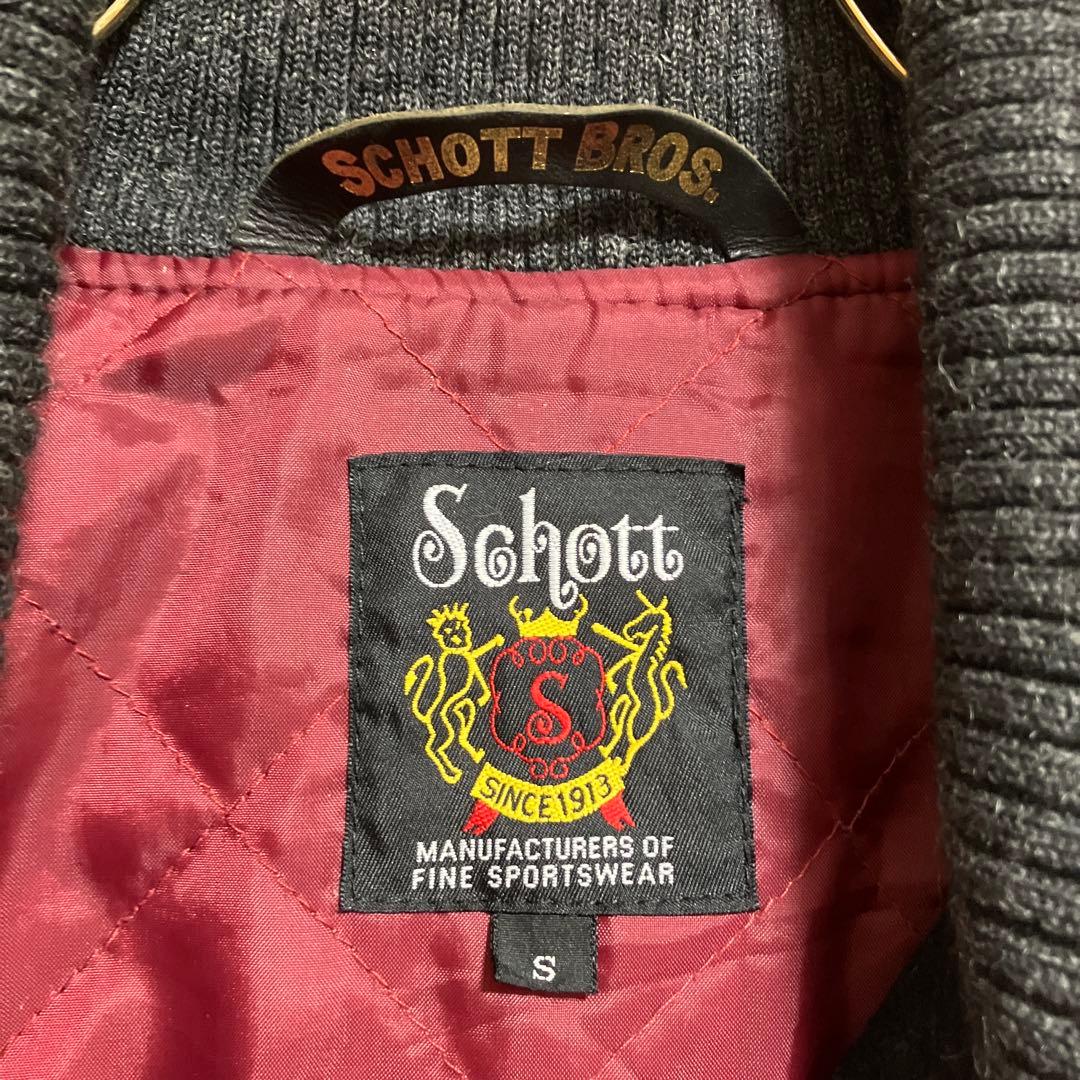 SCHOTT BROS.
Schott
S
SINCE 1913
MANUFACTURERS OF
FINE SPORTSWEAR
S